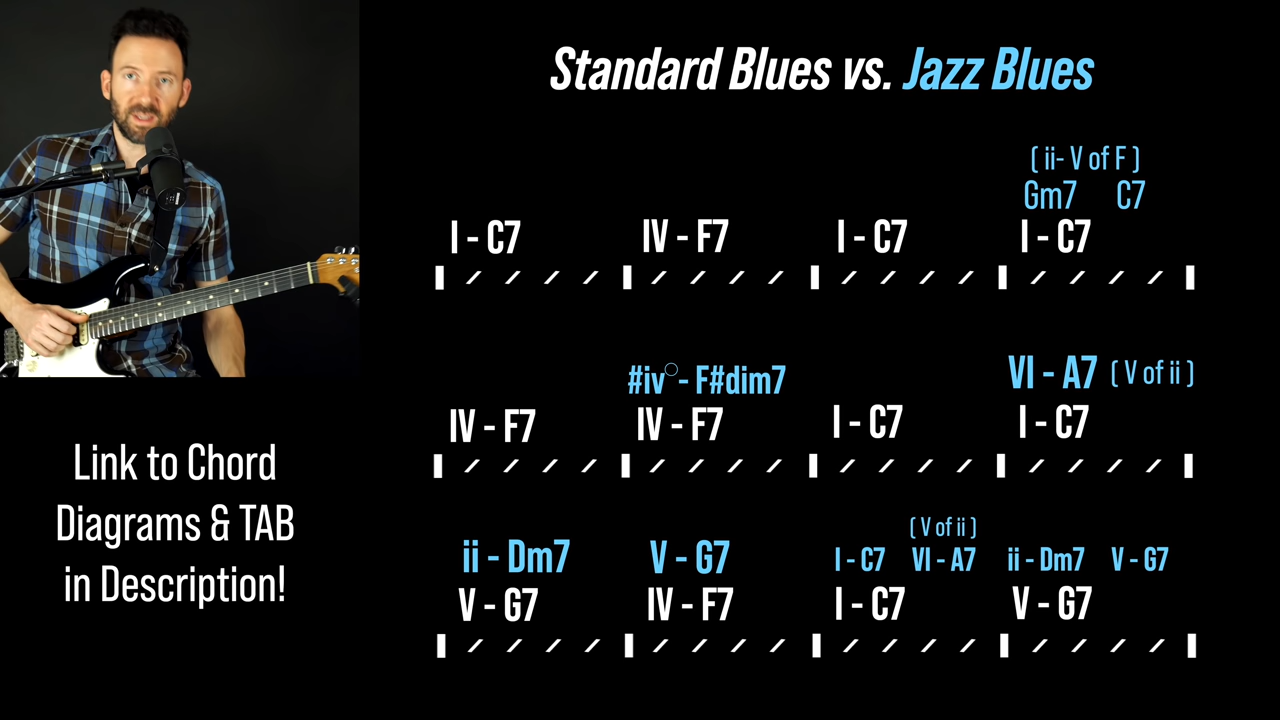 Standard Blues vs. Jazz Blues
( ii- V of F )
Gm7 C7
I - C7 IV - F7 I - C7 I - C7
#iv° - F#dim7 VI - A7 ( V of ii )
IV - F7 IV - F7 I - C7 I - C7
( V of ii )
ii - Dm7 V - G7 I - C7 VI - A7 ii - Dm7 V - G7
V - G7 IV - F7 I - C7 V - G7
Link to Chord
Diagrams & TAB
in Description!